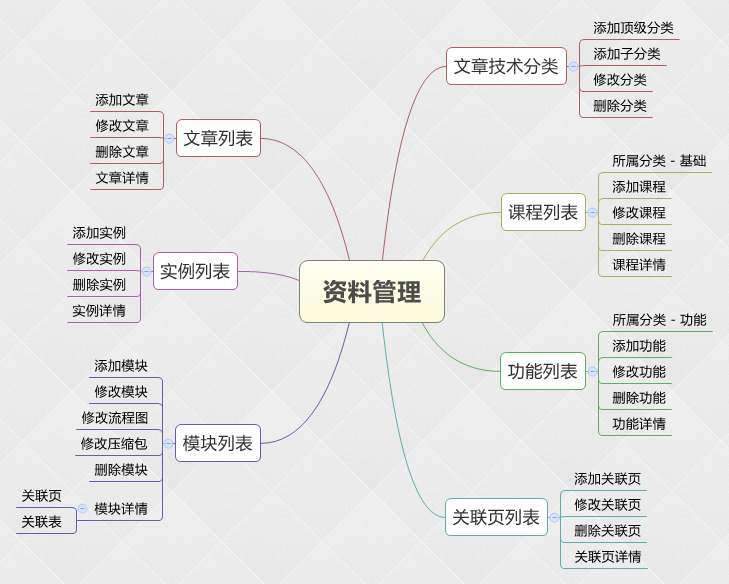 资料管理
文章技术分类
添加顶级分类
添加子分类
修改分类
删除分类
课程列表
所属分类 - 基础
添加课程
修改课程
删除课程
课程详情
功能列表
所属分类 - 功能
添加功能
修改功能
删除功能
功能详情
关联页列表
添加关联页
修改关联页
删除关联页
关联页详情
文章列表
添加文章
修改文章
删除文章
文章详情
实例列表
添加实例
修改实例
删除实例
实例详情
模块列表
添加模块
修改模块
修改流程图
修改压缩包
删除模块
模块详情
关联页
关联表